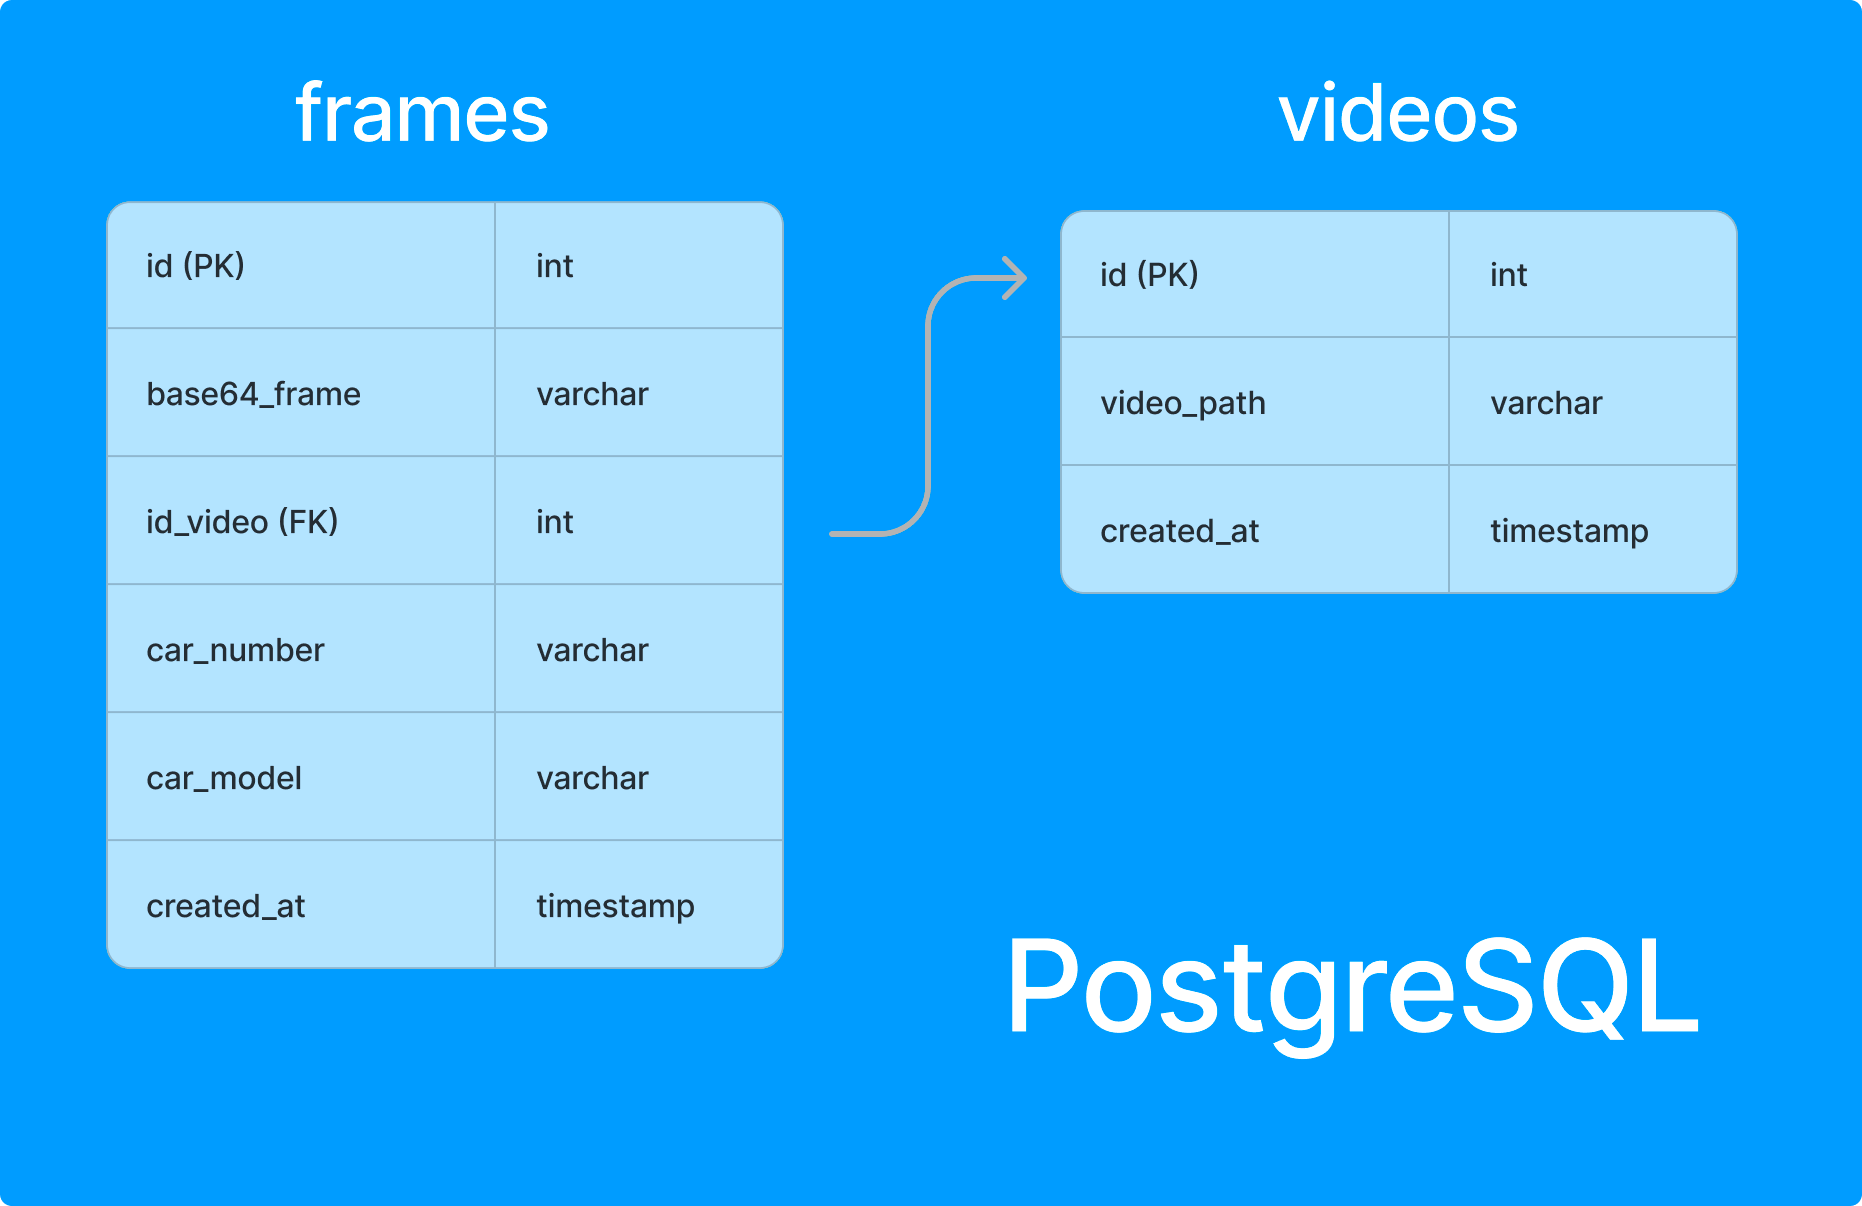 frames
id (PK) int
base64_frame varchar
id_video (FK) int
car_number varchar
car_model varchar
created_at timestamp
videos
id (PK) int
video_path varchar
created_at timestamp
PostgreSQL